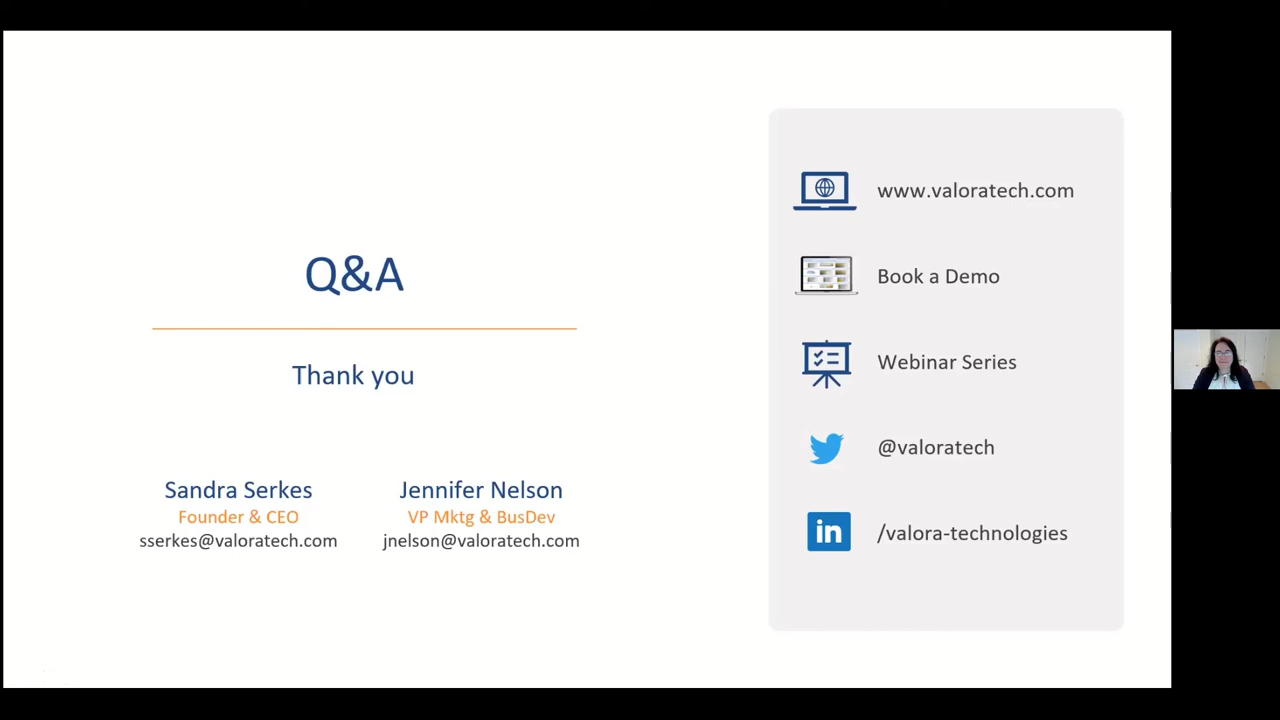 Q&A
Thank you
Sandra Serkes
Founder & CEO
sserkes@valoratech.com
Jennifer Nelson
VP Mktg & BusDev
jnelson@valoratech.com
www.valoratech.com
Book a Demo
Webinar Series
@valoratech
in
/valora-technologies